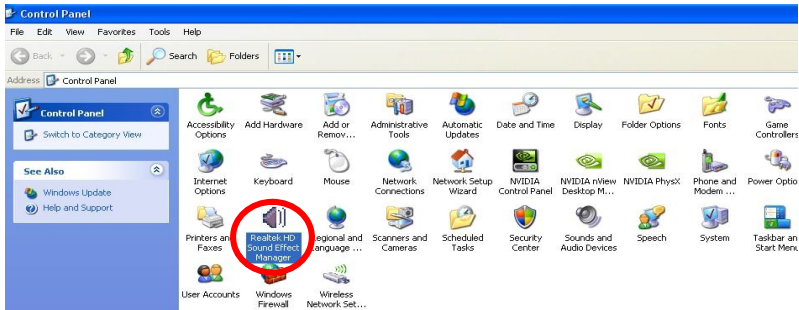 Control Panel
File Edit View Favorites Tools Help
Back Search Folders
Address Control Panel
Control Panel
Switch to Category View
See Also
Windows Update
Help and Support
Accessibility Options
Add Hardware
Add or Remov...
Administrative Tools
Automatic Updates
Date and Time
Display
Folder Options
Fonts
Game Controllers
Internet Options
Keyboard
Mouse
Network Connections
Network Setup Wizard
NVIDIA Control Panel
NVIDIA nView Desktop M...
NVIDIA PhysX
Phone and Modem ...
Power Optio
Printers and Faxes
Realtek HD Sound Effect Manager
Regional and Language ...
Scanners and Cameras
Scheduled Tasks
Security Center
Sounds and Audio Devices
Speech
System
Taskbar an Start Menu
User Accounts
Windows Firewall
Wireless Network Set...